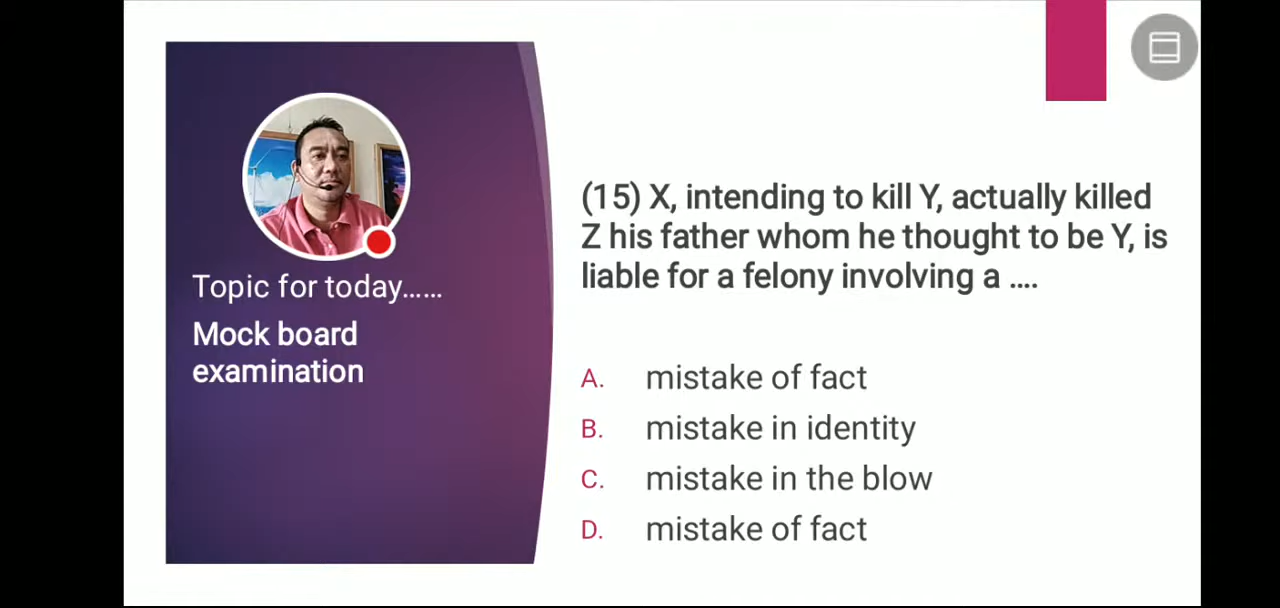 Topic for today......
Mock board
examination
(15) X, intending to kill Y, actually killed
Z his father whom he thought to be Y, is
liable for a felony involving a ....
A. mistake of fact
B. mistake in identity
C. mistake in the blow
D. mistake of fact